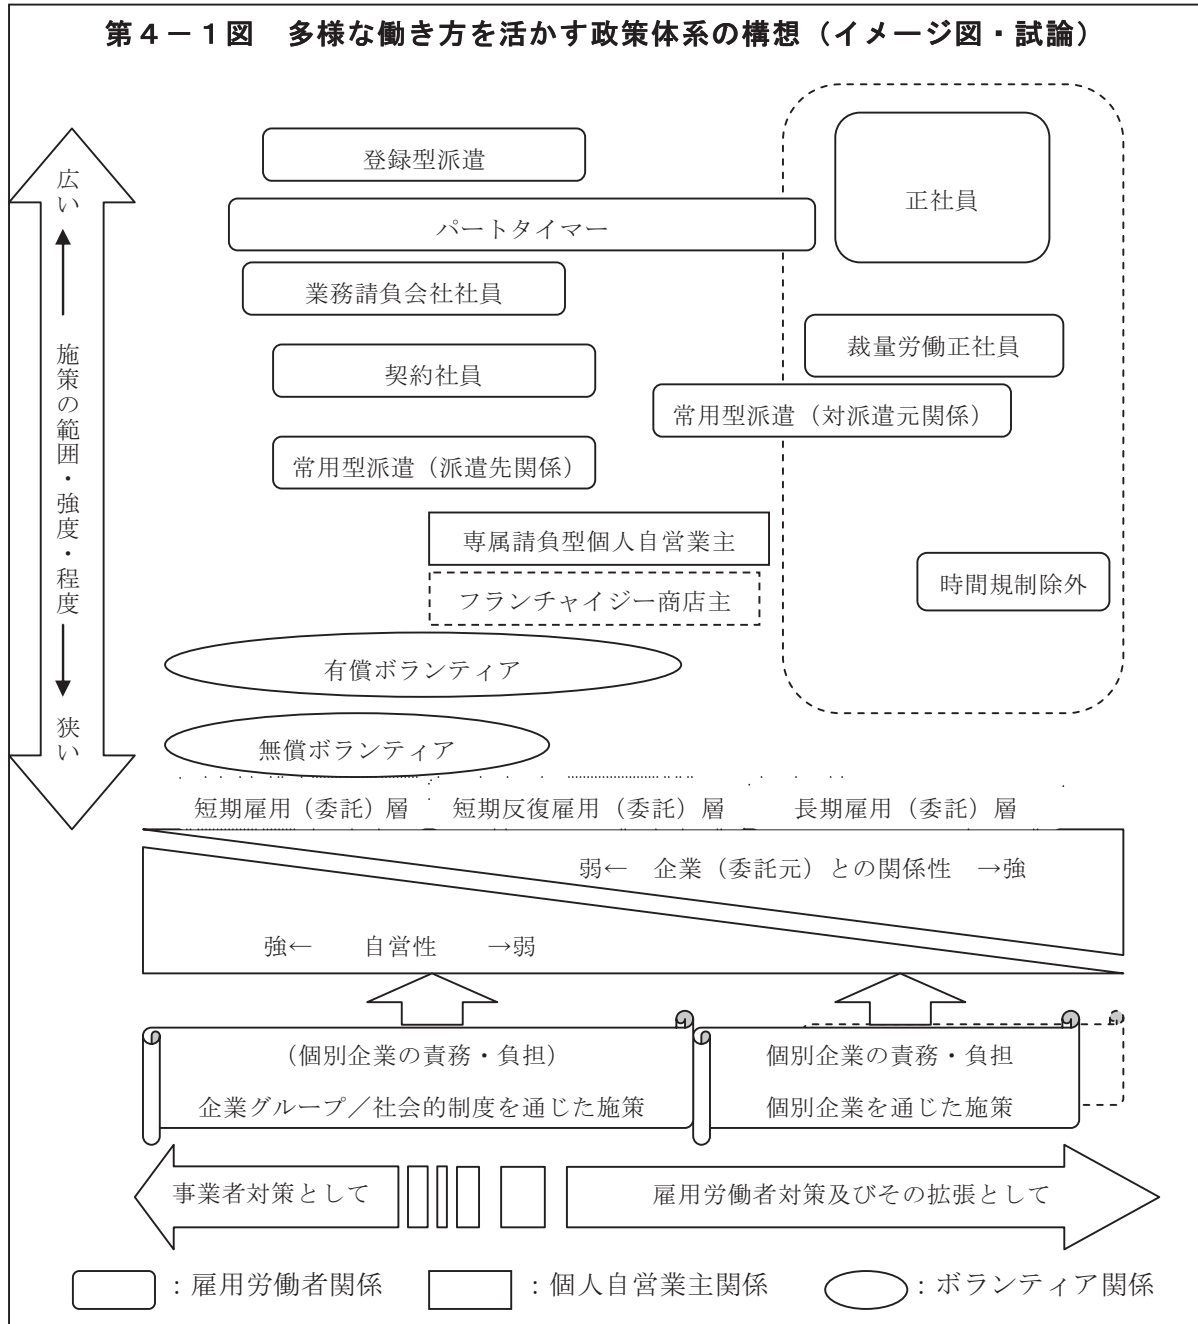 第４－１図　多様な働き方を活かす政策体系の構想（イメージ図・試論）
広い
施策の範囲・強度・程度
狭い
登録型派遣
正社員
パートタイマー
業務請負会社社員
裁量労働正社員
契約社員
常用型派遣（対派遣元関係）
常用型派遣（派遣先関係）
専属請負型個人自営業主
時間規制除外
フランチャイジー商店主
有償ボランティア
無償ボランティア
短期雇用（委託）層　短期反復雇用（委託）層　長期雇用（委託）層
弱←　企業（委託元）との関係性　→強
強←　自営性　→弱
（個別企業の責務・負担）
企業グループ／社会的制度を通じた施策
個別企業の責務・負担
個別企業を通じた施策
事業者対策として
雇用労働者対策及びその拡張として
：雇用労働者関係
：個人自営業主関係
：ボランティア関係